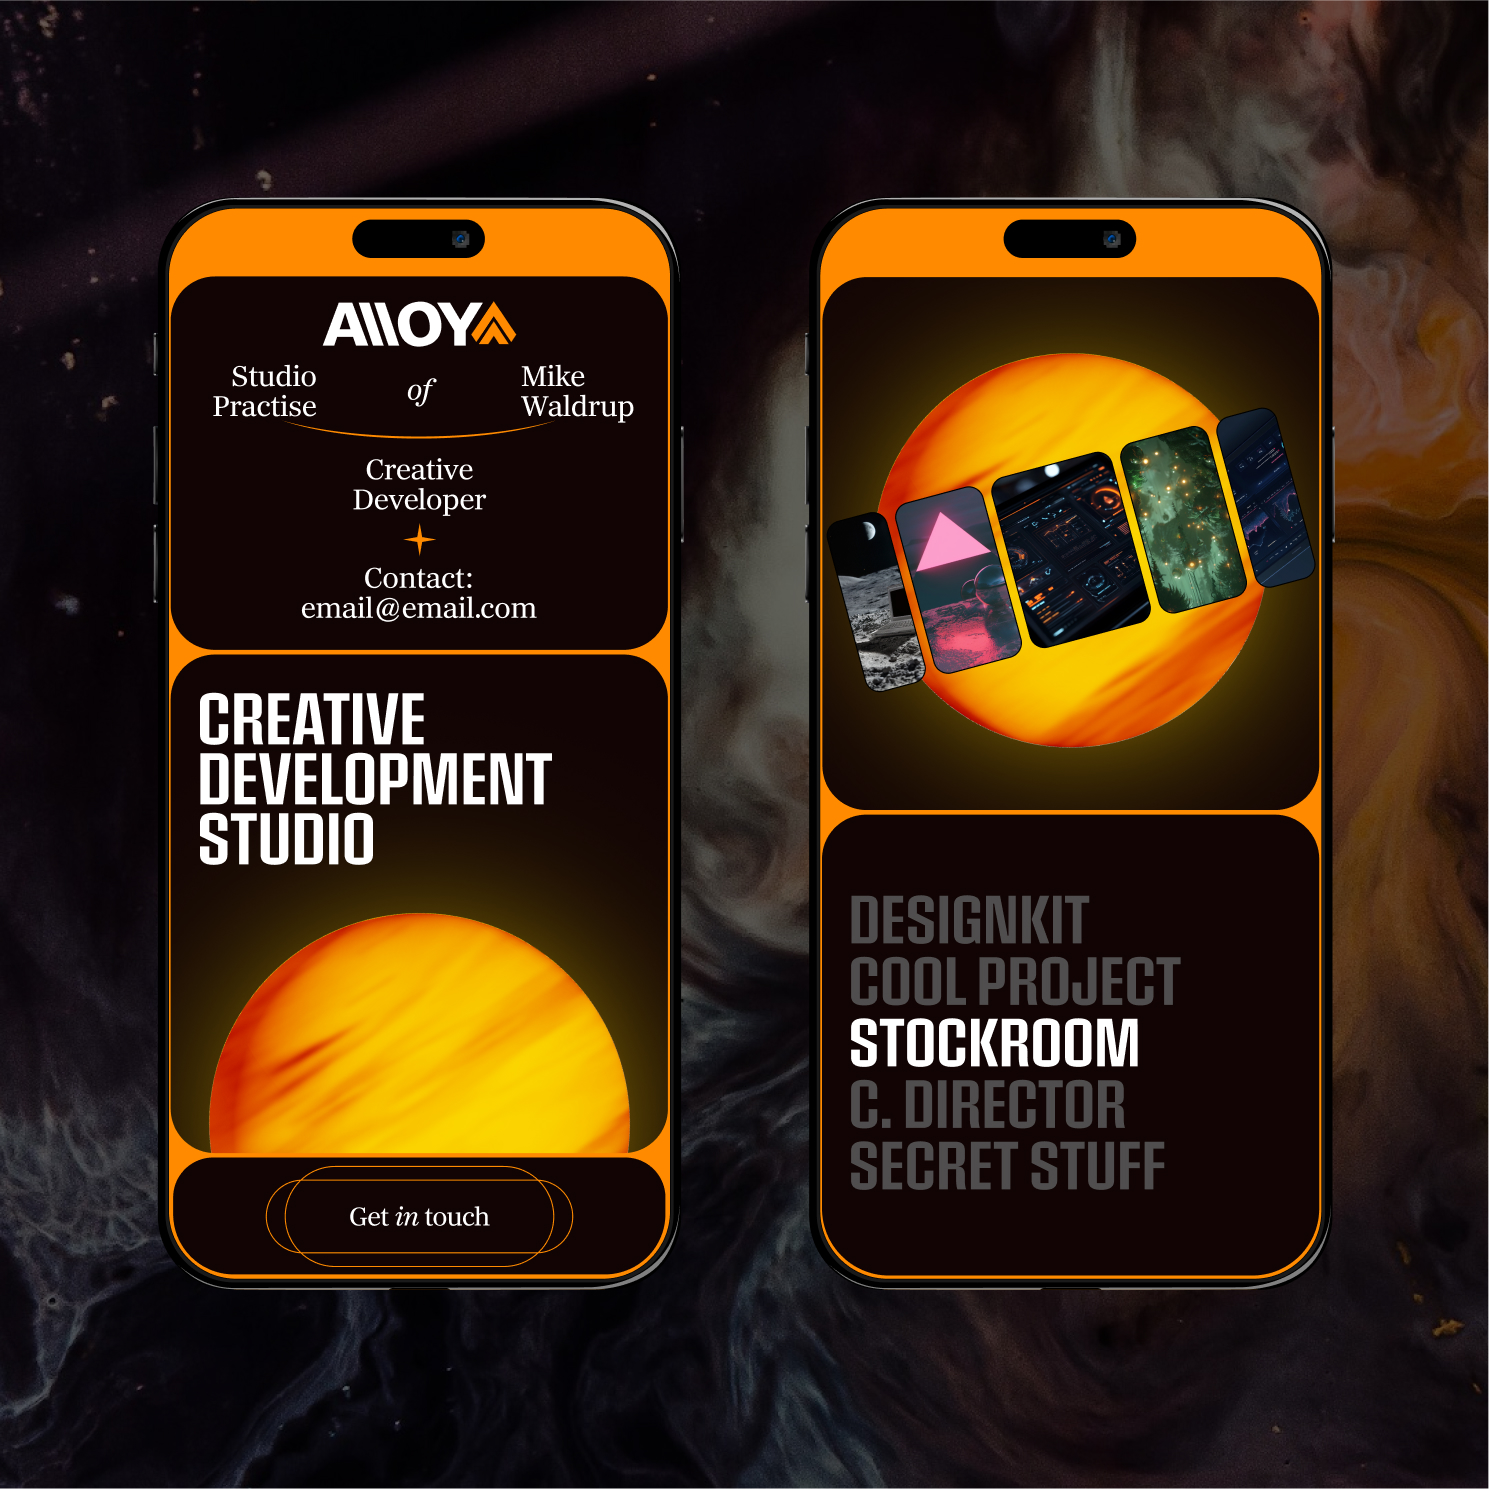 AllOY
Studio
Practise
of
Mike
Waldrup
Creative
Developer
Contact:
email@email.com
CREATIVE
DEVELOPMENT
STUDIO
Get in touch
DESIGNKIT
COOL PROJECT
STOCKROOM
C. DIRECTOR
SECRET STUFF